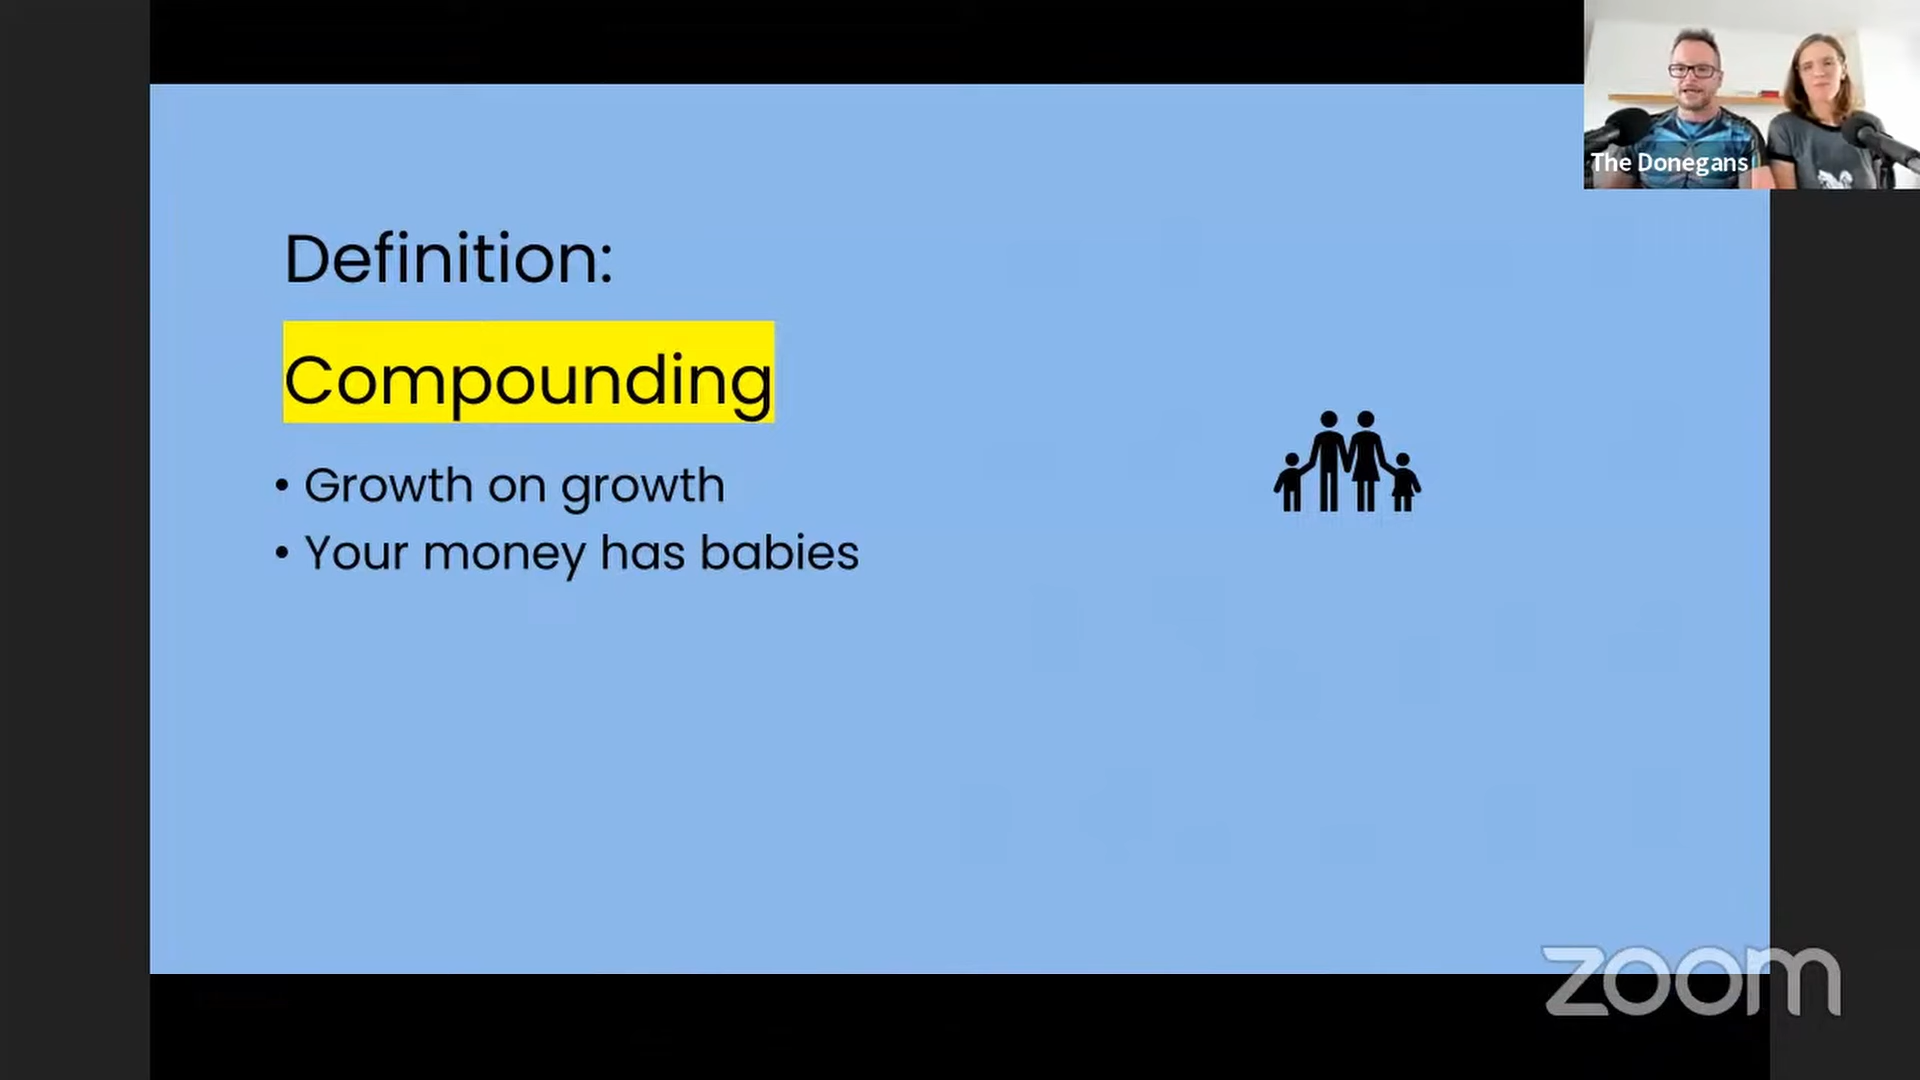 The Donegans
Definition:
Compounding
• Growth on growth
• Your money has babies
zoom